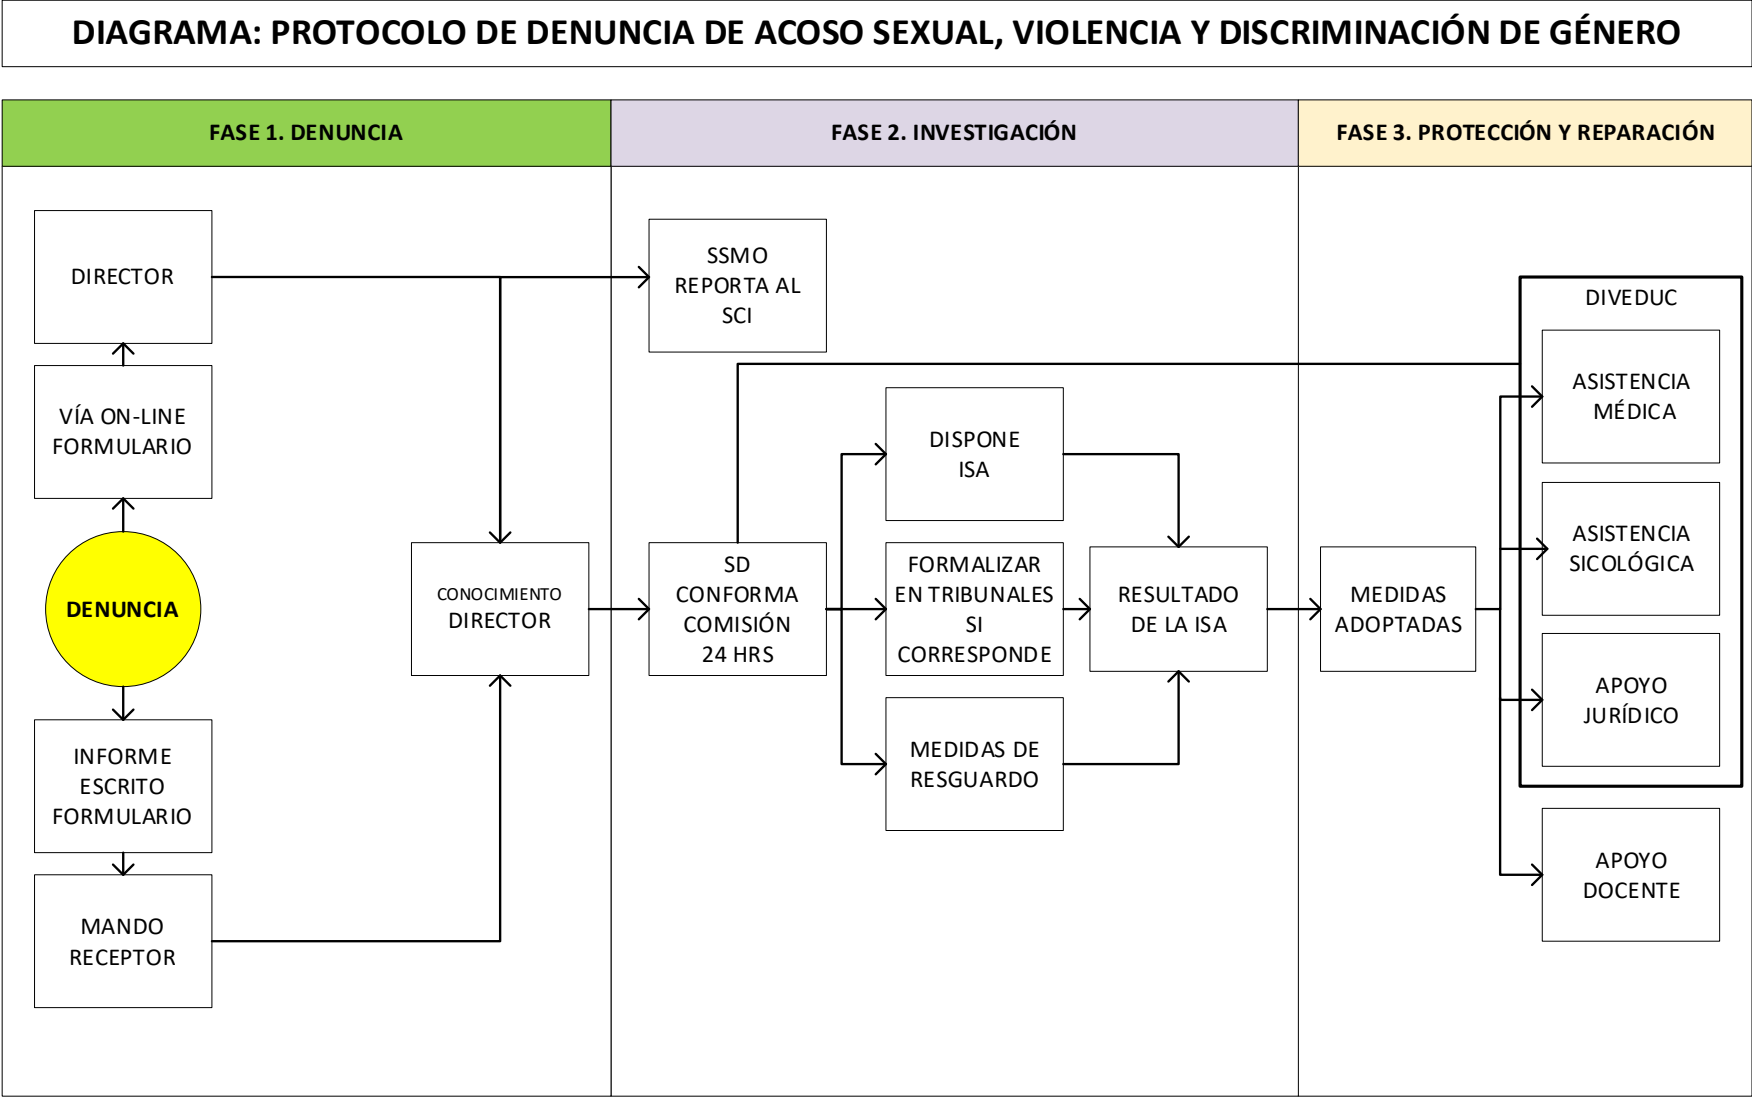 DIAGRAMA: PROTOCOLO DE DENUNCIA DE ACOSO SEXUAL, VIOLENCIA Y DISCRIMINACIÓN DE GÉNERO
FASE 1. DENUNCIA
FASE 2. INVESTIGACIÓN
FASE 3. PROTECCIÓN Y REPARACIÓN
DIRECTOR
VÍA ON-LINE
FORMULARIO
DENUNCIA
INFORME
ESCRITO
FORMULARIO
MANDO
RECEPTOR
CONOCIMIENTO
DIRECTOR
SSMO
REPORTA AL
SCI
SD
CONFORMA
COMISIÓN
24 HRS
DISPONE
ISA
FORMALIZAR
EN TRIBUNALES
SI
CORRESPONDE
MEDIDAS DE
RESGUARDO
RESULTADO
DE LA ISA
MEDIDAS
ADOPTADAS
DIVEDUC
ASISTENCIA
MÉDICA
ASISTENCIA
SICOLÓGICA
APOYO
JURÍDICO
APOYO
DOCENTE